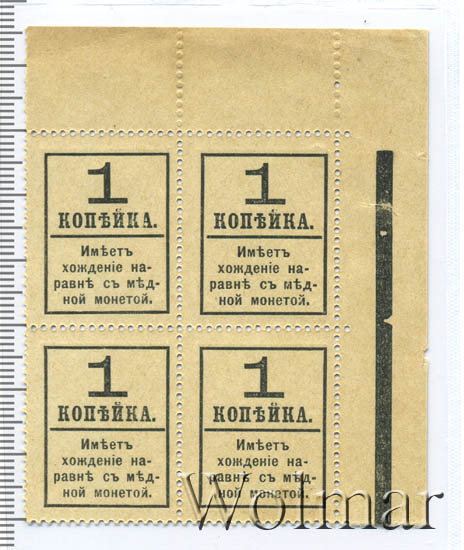 1
КОПѢЙКА.
Имѣетъ
хожденіе на-
равнѣ съ мѣд-
ной монетой.
1
КОПѢЙКА.
Имѣетъ
хожденіе на-
равнѣ съ мѣд-
ной монетой.
1
КОПѢЙКА.
Имѣетъ
хожденіе на-
равнѣ съ мѣд-
ной монетой.
1
КОПѢЙКА.
Имѣетъ
хожденіе на-
равнѣ съ мѣд-
ной монетой.
Wolmar